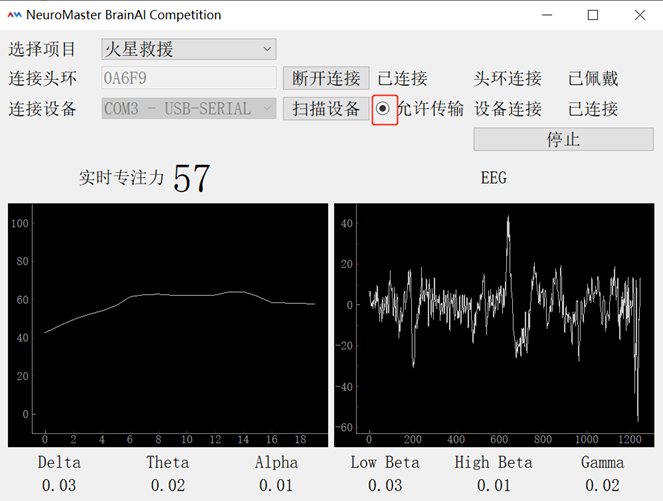 NeuroMaster BrainAI Competition
选择项目 火星救援
连接头环 0A6F9 断开连接 已连接 头环连接 已佩戴
连接设备 COM3 - USB-SERIAL 扫描设备 允许传输 设备连接 已连接
停止
实时专注力 57 EEG
100
80
60
40
20
0
0 2 4 6 8 10 12 14 16 18
40
20
0
-20
-40
-60
0 200 400 600 800 1000 1200
Delta Theta Alpha Low Beta High Beta Gamma
0.03 0.02 0.01 0.03 0.01 0.02